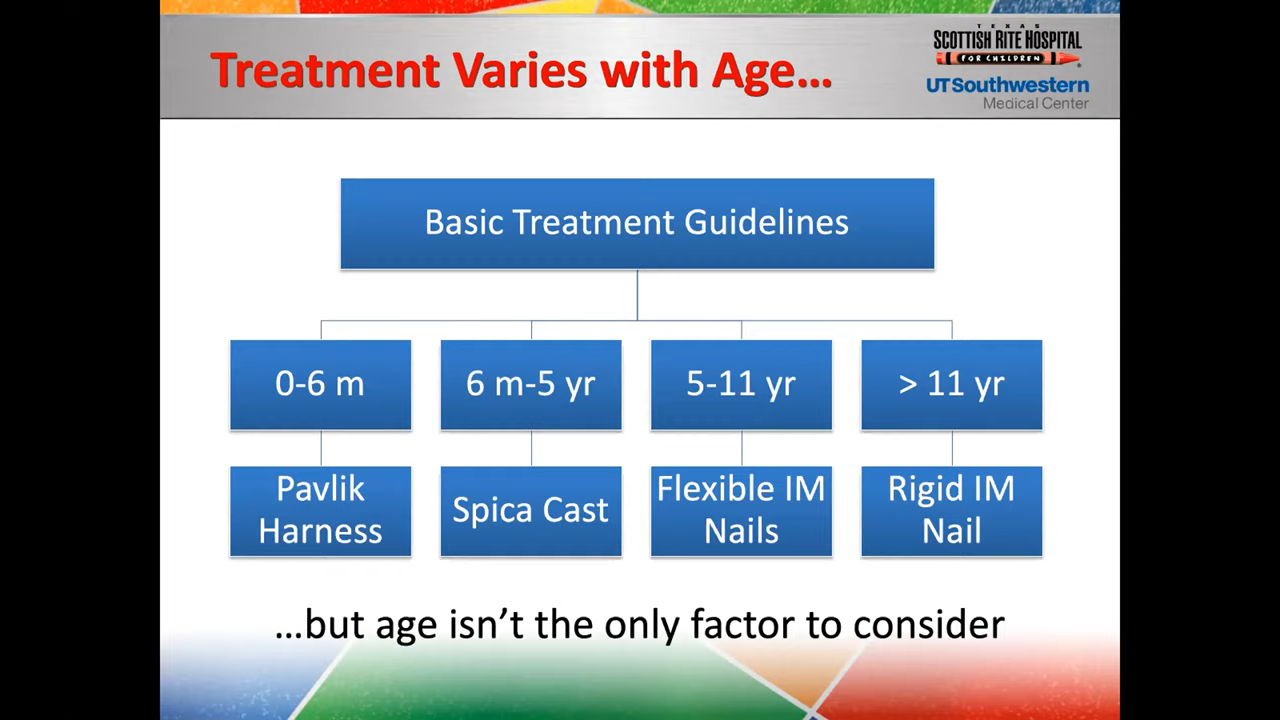 Treatment Varies with Age...
TEXAS
SCOTTISH RITE HOSPITAL
FOR CHILDREN
UTSouthwestern
Medical Center
Basic Treatment Guidelines
0-6 m
6 m-5 yr
5-11 yr
> 11 yr
Pavlik
Harness
Spica Cast
Flexible IM
Nails
Rigid IM
Nail
...but age isn't the only factor to consider